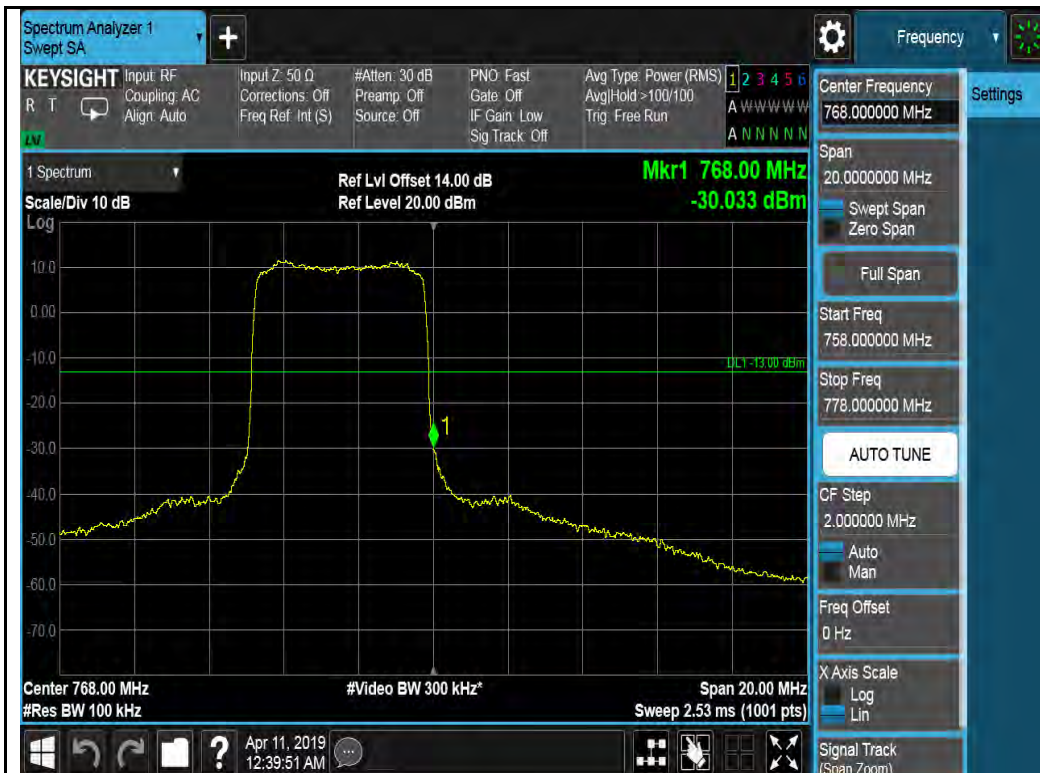 Spectrum Analyzer 1
Swept SA
+
Frequency
KEYSIGHT
R T
LV
Input: RF
Coupling: AC
Align: Auto
Input Z: 50 Ω
Corrections: Off
Freq Ref: Int (S)
#Atten: 30 dB
Preamp: Off
Source: Off
PNO: Fast
Gate: Off
IF Gain: Low
Sig Track: Off
Avg Type: Power (RMS)
Avg|Hold >100/100
Trig: Free Run
1 2 3 4 5 6
A W W W W W
A N N N N N
1 Spectrum
Scale/Div 10 dB
Log
Ref Lvl Offset 14.00 dB
Ref Level 20.00 dBm
Mkr1 768.00 MHz
-30.033 dBm
10.0
0.00
-10.0
DL1 -13.00 dBm
-20.0
1
-30.0
-40.0
-50.0
-60.0
-70.0
Center 768.00 MHz
#Res BW 100 kHz
#Video BW 300 kHz*
Span 20.00 MHz
Sweep 2.53 ms (1001 pts)
?
Apr 11, 2019
12:39:51 AM
Center Frequency
768.000000 MHz
Span
20.0000000 MHz
Swept Span
Zero Span
Full Span
Start Freq
758.000000 MHz
Stop Freq
778.000000 MHz
AUTO TUNE
CF Step
2.000000 MHz
Auto
Man
Freq Offset
0 Hz
X Axis Scale
Log
Lin
Signal Track
(Span Zoom)
Settings